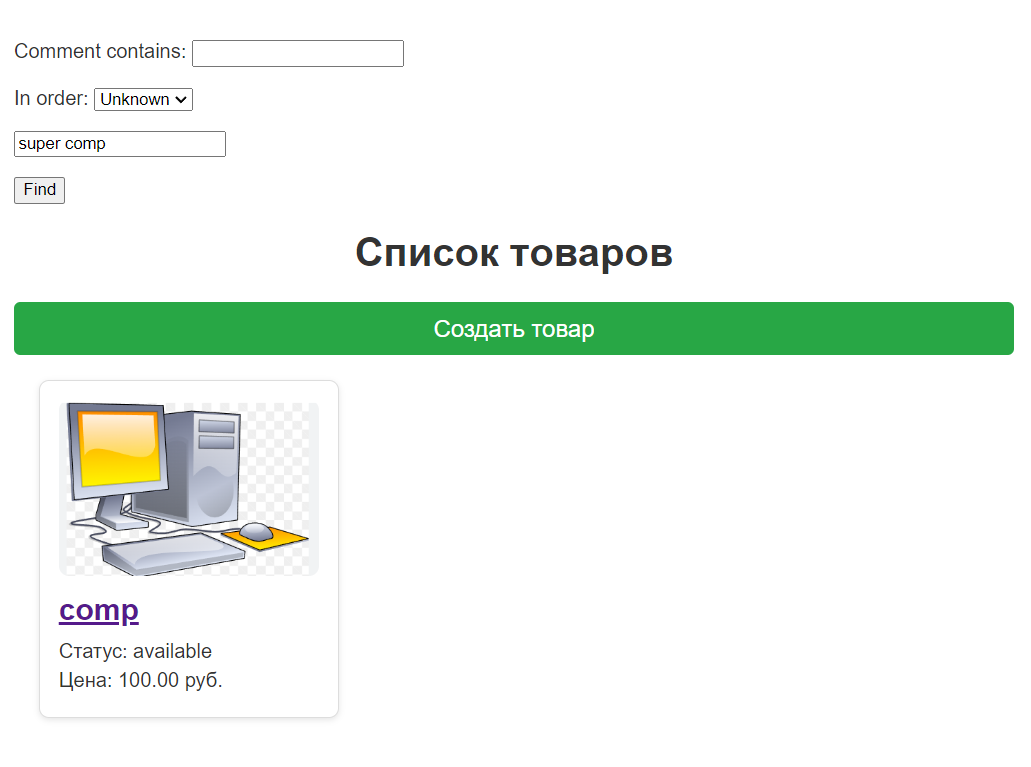 Comment contains:
In order: Unknown
super comp
Find
Список товаров
Создать товар
comp
Статус: available
Цена: 100.00 руб.